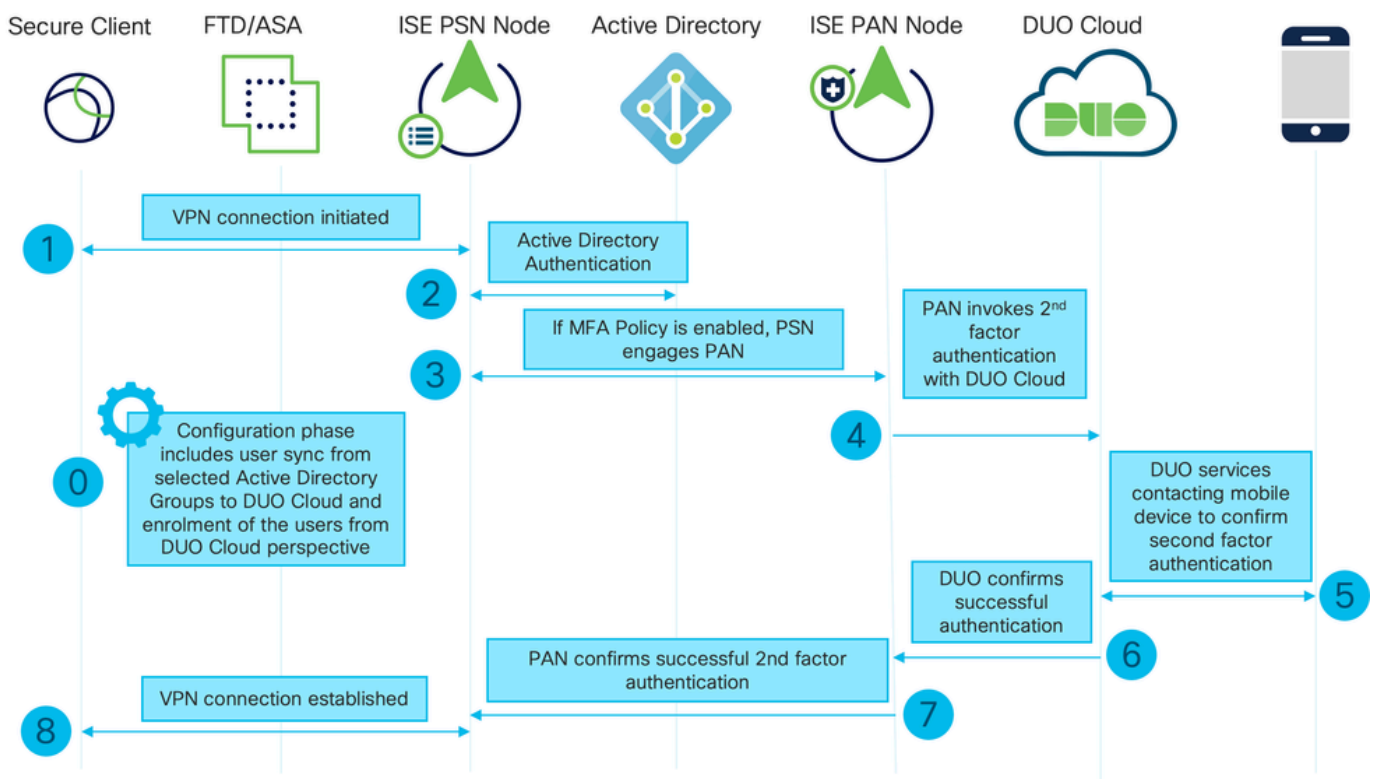 Secure Client
FTD/ASA
ISE PSN Node
Active Directory
ISE PAN Node
DUO Cloud
DUO
VPN connection initiated
1
Active Directory
Authentication
2
If MFA Policy is enabled, PSN
engages PAN
3
PAN invokes 2nd
factor
authentication
with DUO Cloud
4
Configuration phase
includes user sync from
selected Active Directory
Groups to DUO Cloud and
enrolment of the users from
DUO Cloud perspective
0
DUO services
contacting mobile
device to confirm
second factor
authentication
5
DUO confirms
successful
authentication
6
PAN confirms successful 2nd factor
authentication
7
VPN connection established
8